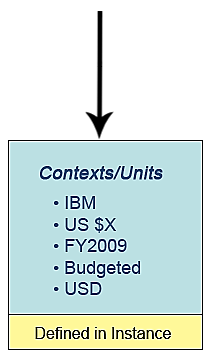 Contexts/Units
• IBM
• US $X
• FY2009
• Budgeted
• USD
Defined in Instance